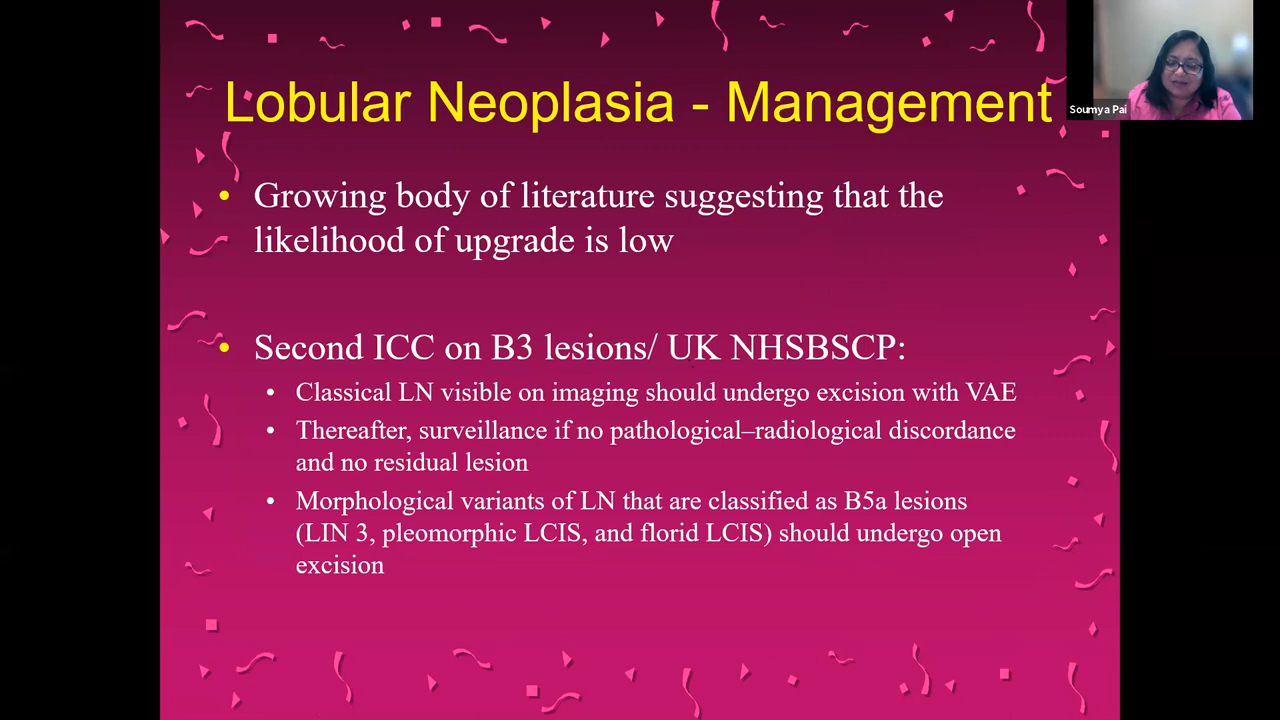 Lobular Neoplasia - Management
Soumya Pai
• Growing body of literature suggesting that the
likelihood of upgrade is low
• Second ICC on B3 lesions/ UK NHSBSCP:
• Classical LN visible on imaging should undergo excision with VAE
• Thereafter, surveillance if no pathological–radiological discordance
and no residual lesion
• Morphological variants of LN that are classified as B5a lesions
(LIN 3, pleomorphic LCIS, and florid LCIS) should undergo open
excision